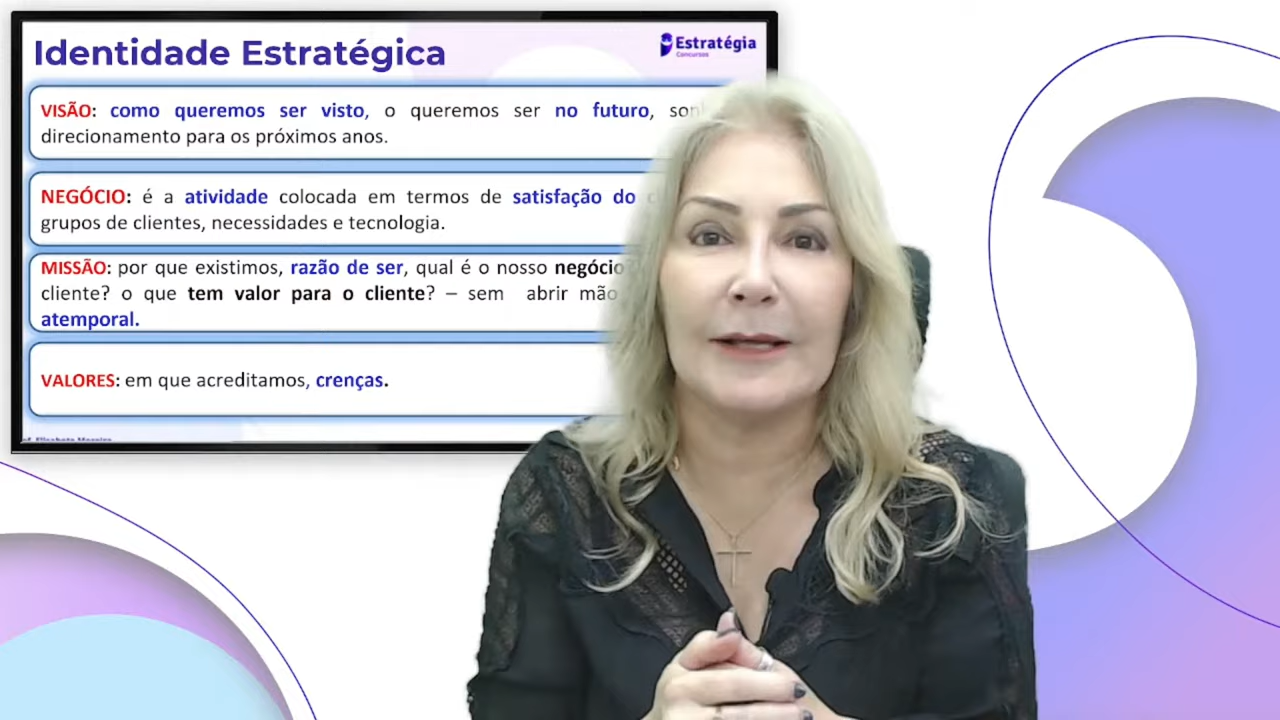 Identidade Estratégica
Estratégia
Concursos
VISÃO: como queremos ser visto, o queremos ser no futuro,
direcionamento para os próximos anos.
NEGÓCIO: é a atividade colocada em termos de satisfação do
grupos de clientes, necessidades e tecnologia.
MISSÃO: por que existimos, razão de ser, qual é o nosso negócio?
cliente? o que tem valor para o cliente? – sem abrir mão
atemporal.
VALORES: em que acreditamos, crenças.